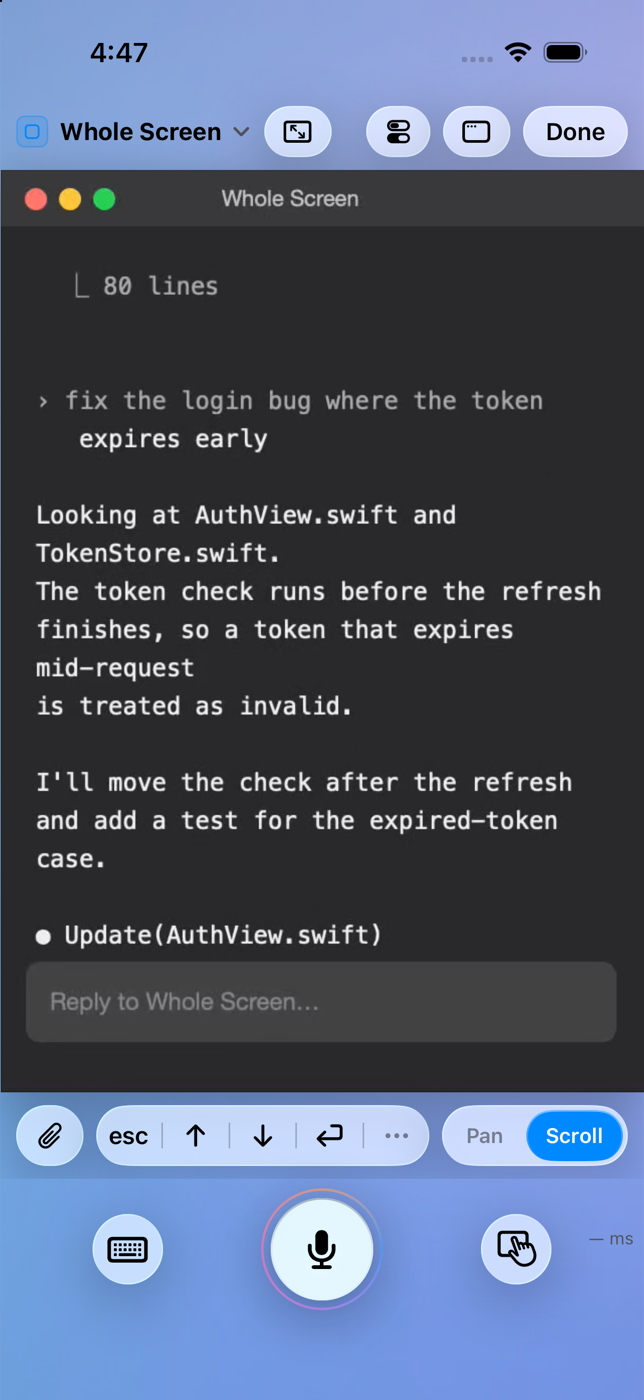 4:47
Whole Screen
Done
Whole Screen
80 lines
› fix the login bug where the token
expires early
Looking at AuthView.swift and
TokenStore.swift.
The token check runs before the refresh
finishes, so a token that expires
mid-request
is treated as invalid.
I'll move the check after the refresh
and add a test for the expired-token
case.
● Update(AuthView.swift)
Reply to Whole Screen…
esc
Pan
Scroll
— ms